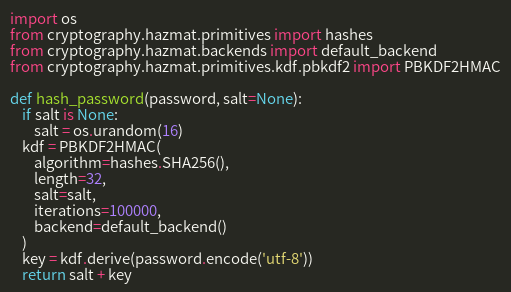 import os
from cryptography.hazmat.primitives import hashes
from cryptography.hazmat.backends import default_backend
from cryptography.hazmat.primitives.kdf.pbkdf2 import PBKDF2HMAC

def hash_password(password, salt=None):
    if salt is None:
        salt = os.urandom(16)
    kdf = PBKDF2HMAC(
        algorithm=hashes.SHA256(),
        length=32,
        salt=salt,
        iterations=100000,
        backend=default_backend()
    )
    key = kdf.derive(password.encode('utf-8'))
    return salt + key